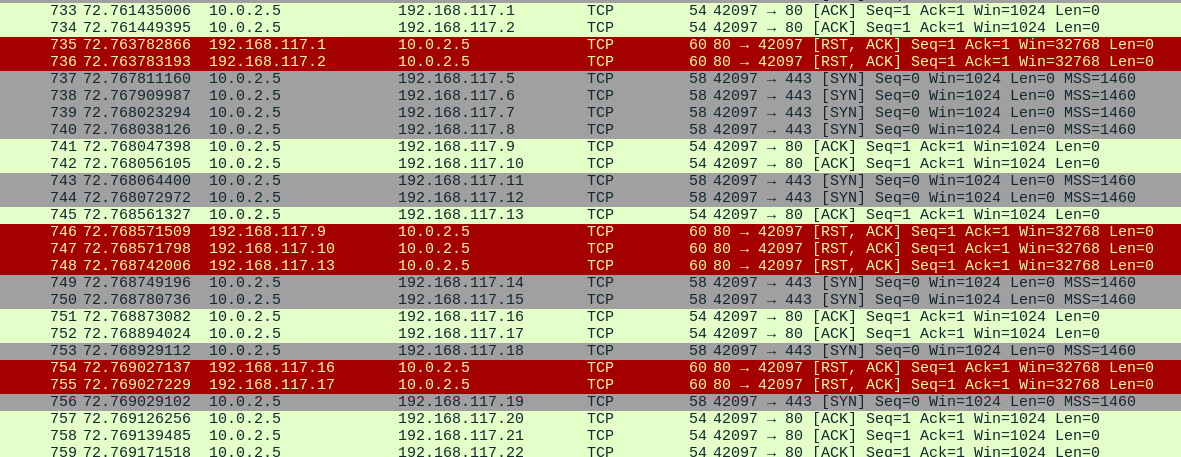 733 72.761435006 10.0.2.5 192.168.117.1 TCP 54 42097 → 80 [ACK] Seq=1 Ack=1 Win=1024 Len=0
734 72.761449395 10.0.2.5 192.168.117.2 TCP 54 42097 → 80 [ACK] Seq=1 Ack=1 Win=1024 Len=0
735 72.763782866 192.168.117.1 10.0.2.5 TCP 60 80 → 42097 [RST, ACK] Seq=1 Ack=1 Win=32768 Len=0
736 72.763783193 192.168.117.2 10.0.2.5 TCP 60 80 → 42097 [RST, ACK] Seq=1 Ack=1 Win=32768 Len=0
737 72.767811160 10.0.2.5 192.168.117.5 TCP 58 42097 → 443 [SYN] Seq=0 Win=1024 Len=0 MSS=1460
738 72.767909987 10.0.2.5 192.168.117.6 TCP 58 42097 → 443 [SYN] Seq=0 Win=1024 Len=0 MSS=1460
739 72.768023294 10.0.2.5 192.168.117.7 TCP 58 42097 → 443 [SYN] Seq=0 Win=1024 Len=0 MSS=1460
740 72.768038126 10.0.2.5 192.168.117.8 TCP 58 42097 → 443 [SYN] Seq=0 Win=1024 Len=0 MSS=1460
741 72.768047398 10.0.2.5 192.168.117.9 TCP 54 42097 → 80 [ACK] Seq=1 Ack=1 Win=1024 Len=0
742 72.768056105 10.0.2.5 192.168.117.10 TCP 54 42097 → 80 [ACK] Seq=1 Ack=1 Win=1024 Len=0
743 72.768064400 10.0.2.5 192.168.117.11 TCP 58 42097 → 443 [SYN] Seq=0 Win=1024 Len=0 MSS=1460
744 72.768072972 10.0.2.5 192.168.117.12 TCP 58 42097 → 443 [SYN] Seq=0 Win=1024 Len=0 MSS=1460
745 72.768561327 10.0.2.5 192.168.117.13 TCP 54 42097 → 80 [ACK] Seq=1 Ack=1 Win=1024 Len=0
746 72.768571509 192.168.117.9 10.0.2.5 TCP 60 80 → 42097 [RST, ACK] Seq=1 Ack=1 Win=32768 Len=0
747 72.768571798 192.168.117.10 10.0.2.5 TCP 60 80 → 42097 [RST, ACK] Seq=1 Ack=1 Win=32768 Len=0
748 72.768742006 192.168.117.13 10.0.2.5 TCP 60 80 → 42097 [RST, ACK] Seq=1 Ack=1 Win=32768 Len=0
749 72.768749196 10.0.2.5 192.168.117.14 TCP 58 42097 → 443 [SYN] Seq=0 Win=1024 Len=0 MSS=1460
750 72.768780736 10.0.2.5 192.168.117.15 TCP 58 42097 → 443 [SYN] Seq=0 Win=1024 Len=0 MSS=1460
751 72.768873082 10.0.2.5 192.168.117.16 TCP 54 42097 → 80 [ACK] Seq=1 Ack=1 Win=1024 Len=0
752 72.768894024 10.0.2.5 192.168.117.17 TCP 54 42097 → 80 [ACK] Seq=1 Ack=1 Win=1024 Len=0
753 72.768929112 10.0.2.5 192.168.117.18 TCP 58 42097 → 443 [SYN] Seq=0 Win=1024 Len=0 MSS=1460
754 72.769027137 192.168.117.16 10.0.2.5 TCP 60 80 → 42097 [RST, ACK] Seq=1 Ack=1 Win=32768 Len=0
755 72.769027229 192.168.117.17 10.0.2.5 TCP 60 80 → 42097 [RST, ACK] Seq=1 Ack=1 Win=32768 Len=0
756 72.769029102 10.0.2.5 192.168.117.19 TCP 58 42097 → 443 [SYN] Seq=0 Win=1024 Len=0 MSS=1460
757 72.769126256 10.0.2.5 192.168.117.20 TCP 54 42097 → 80 [ACK] Seq=1 Ack=1 Win=1024 Len=0
758 72.769139485 10.0.2.5 192.168.117.21 TCP 54 42097 → 80 [ACK] Seq=1 Ack=1 Win=1024 Len=0
759 72.769171518 10.0.2.5 192.168.117.22 TCP 54 42097 → 80 [ACK] Seq=1 Ack=1 Win=1024 Len=0